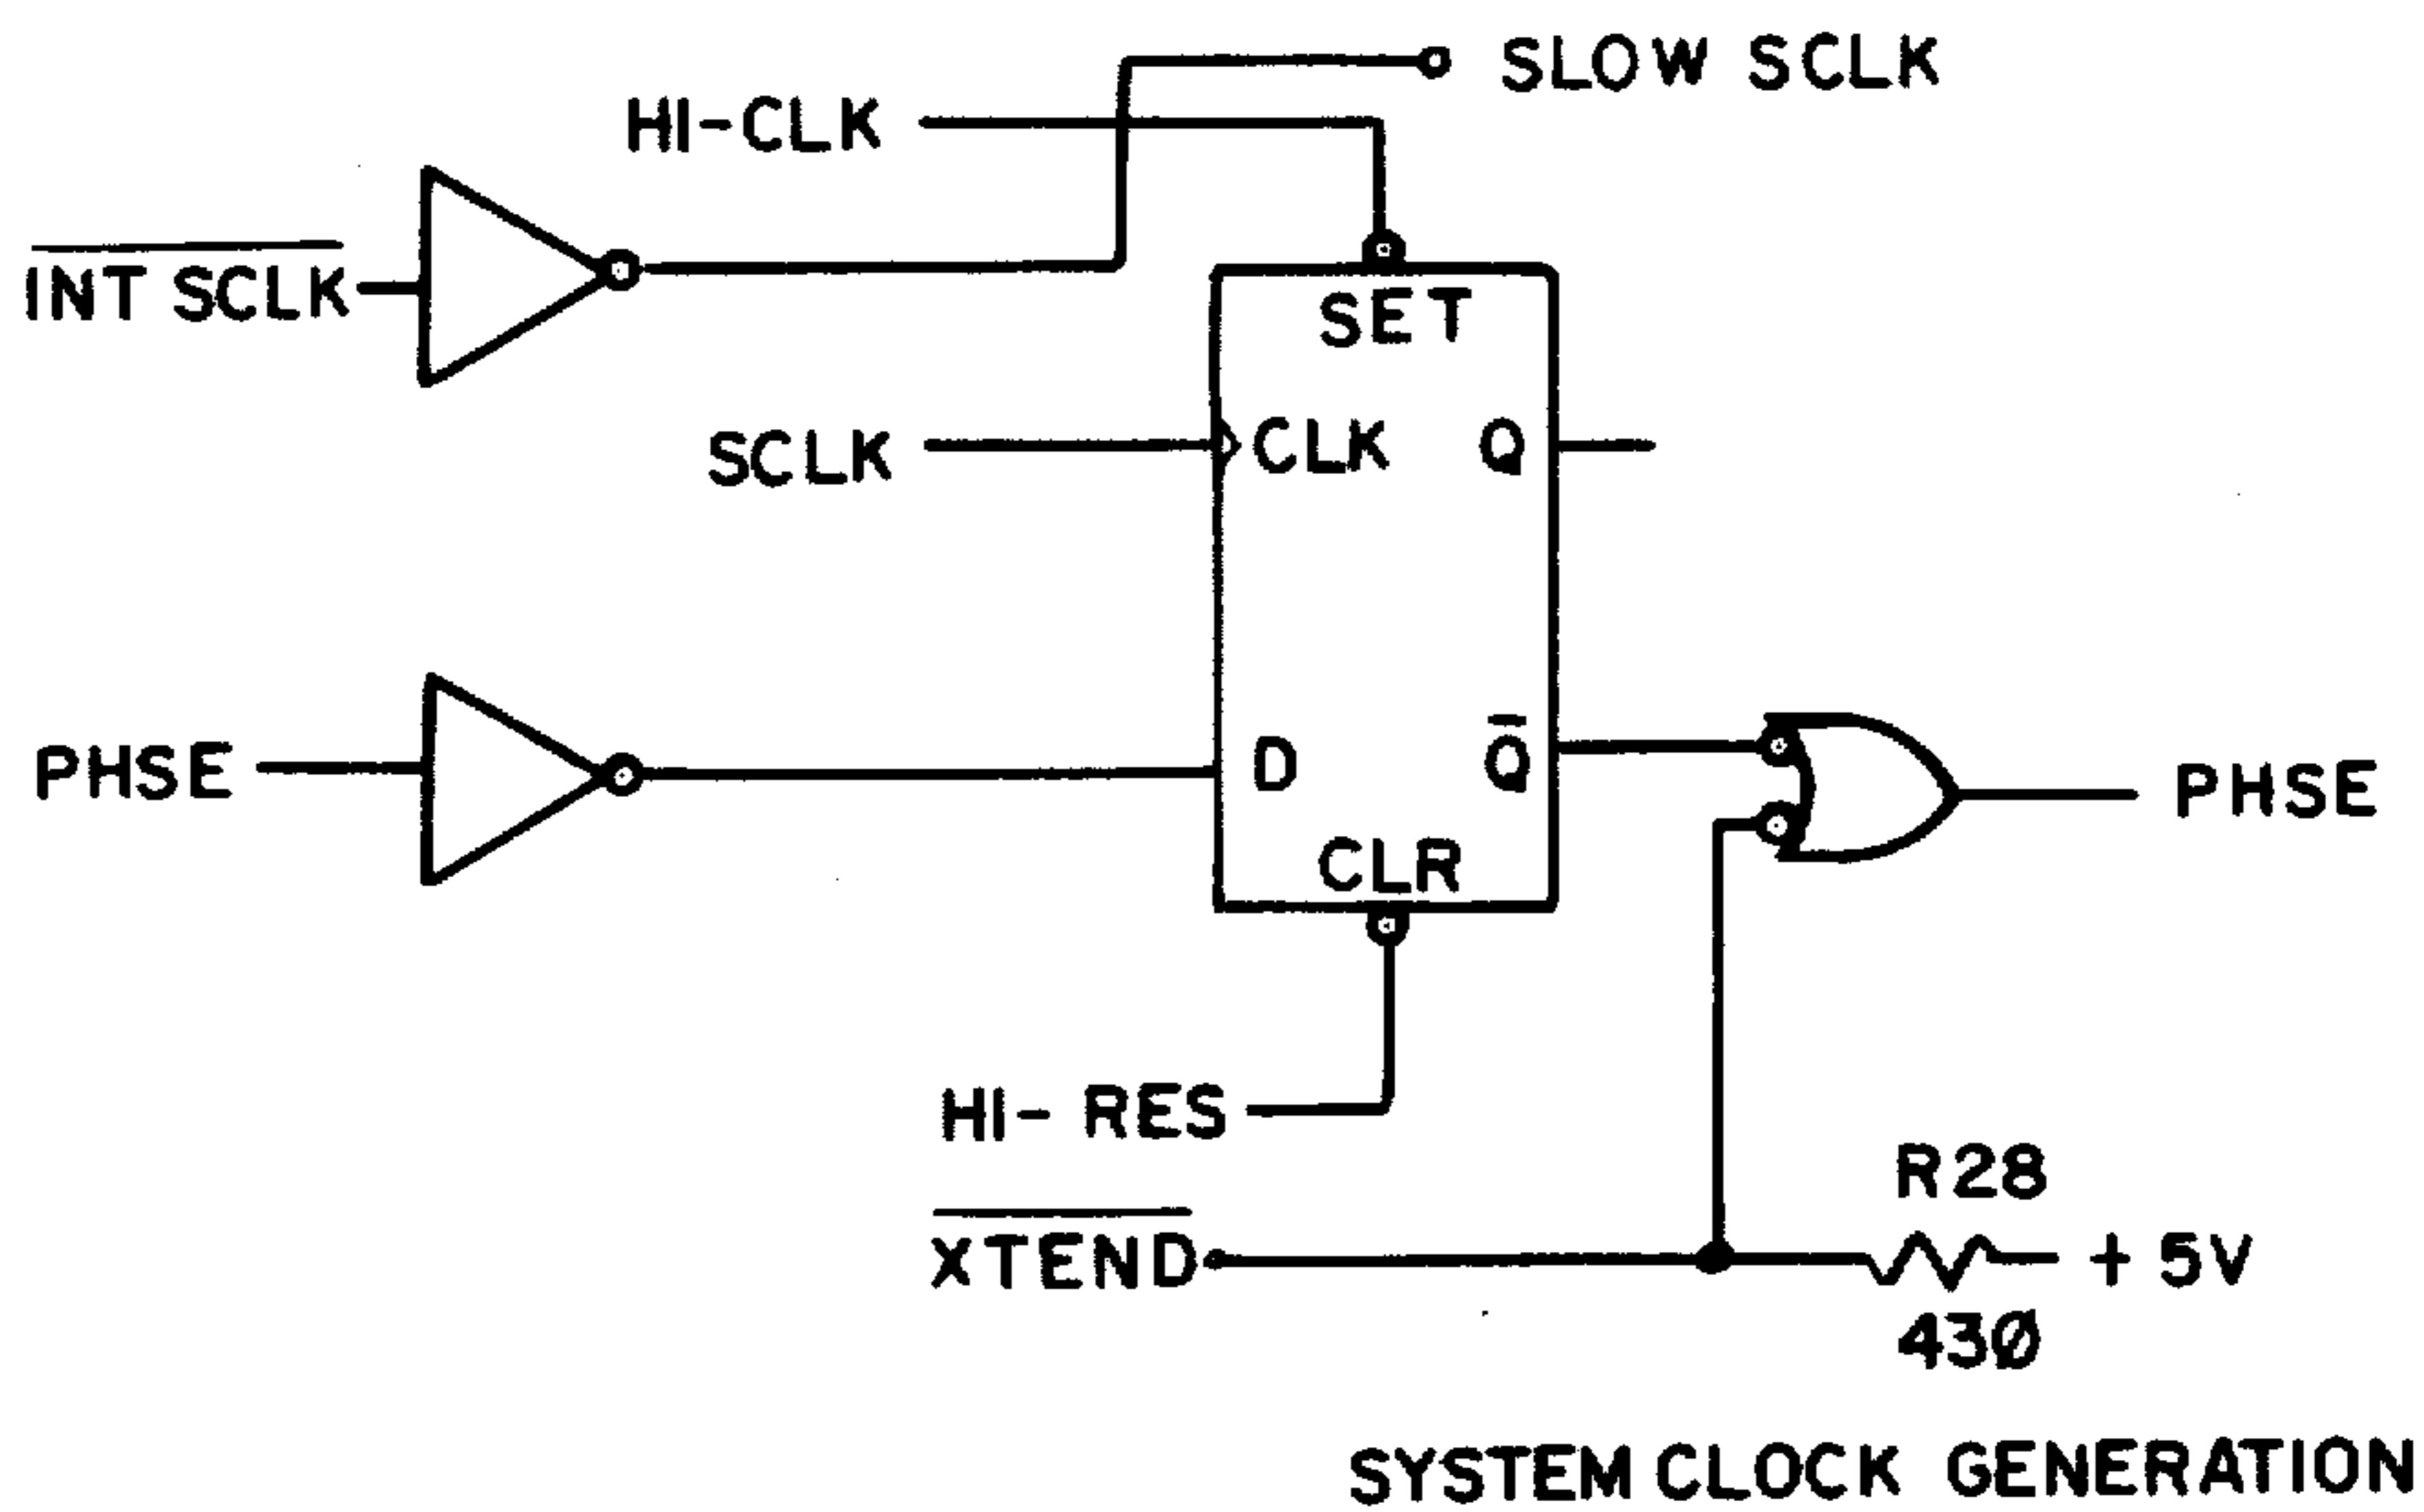 SLOW SCLK
HI-CLK
INT SCLK
SET
SCLK
CLK
Q
PHSE
D
Q̅
PHSE
CLR
HI-RES
R28
XTEND
+5V
430
SYSTEM CLOCK GENERATION